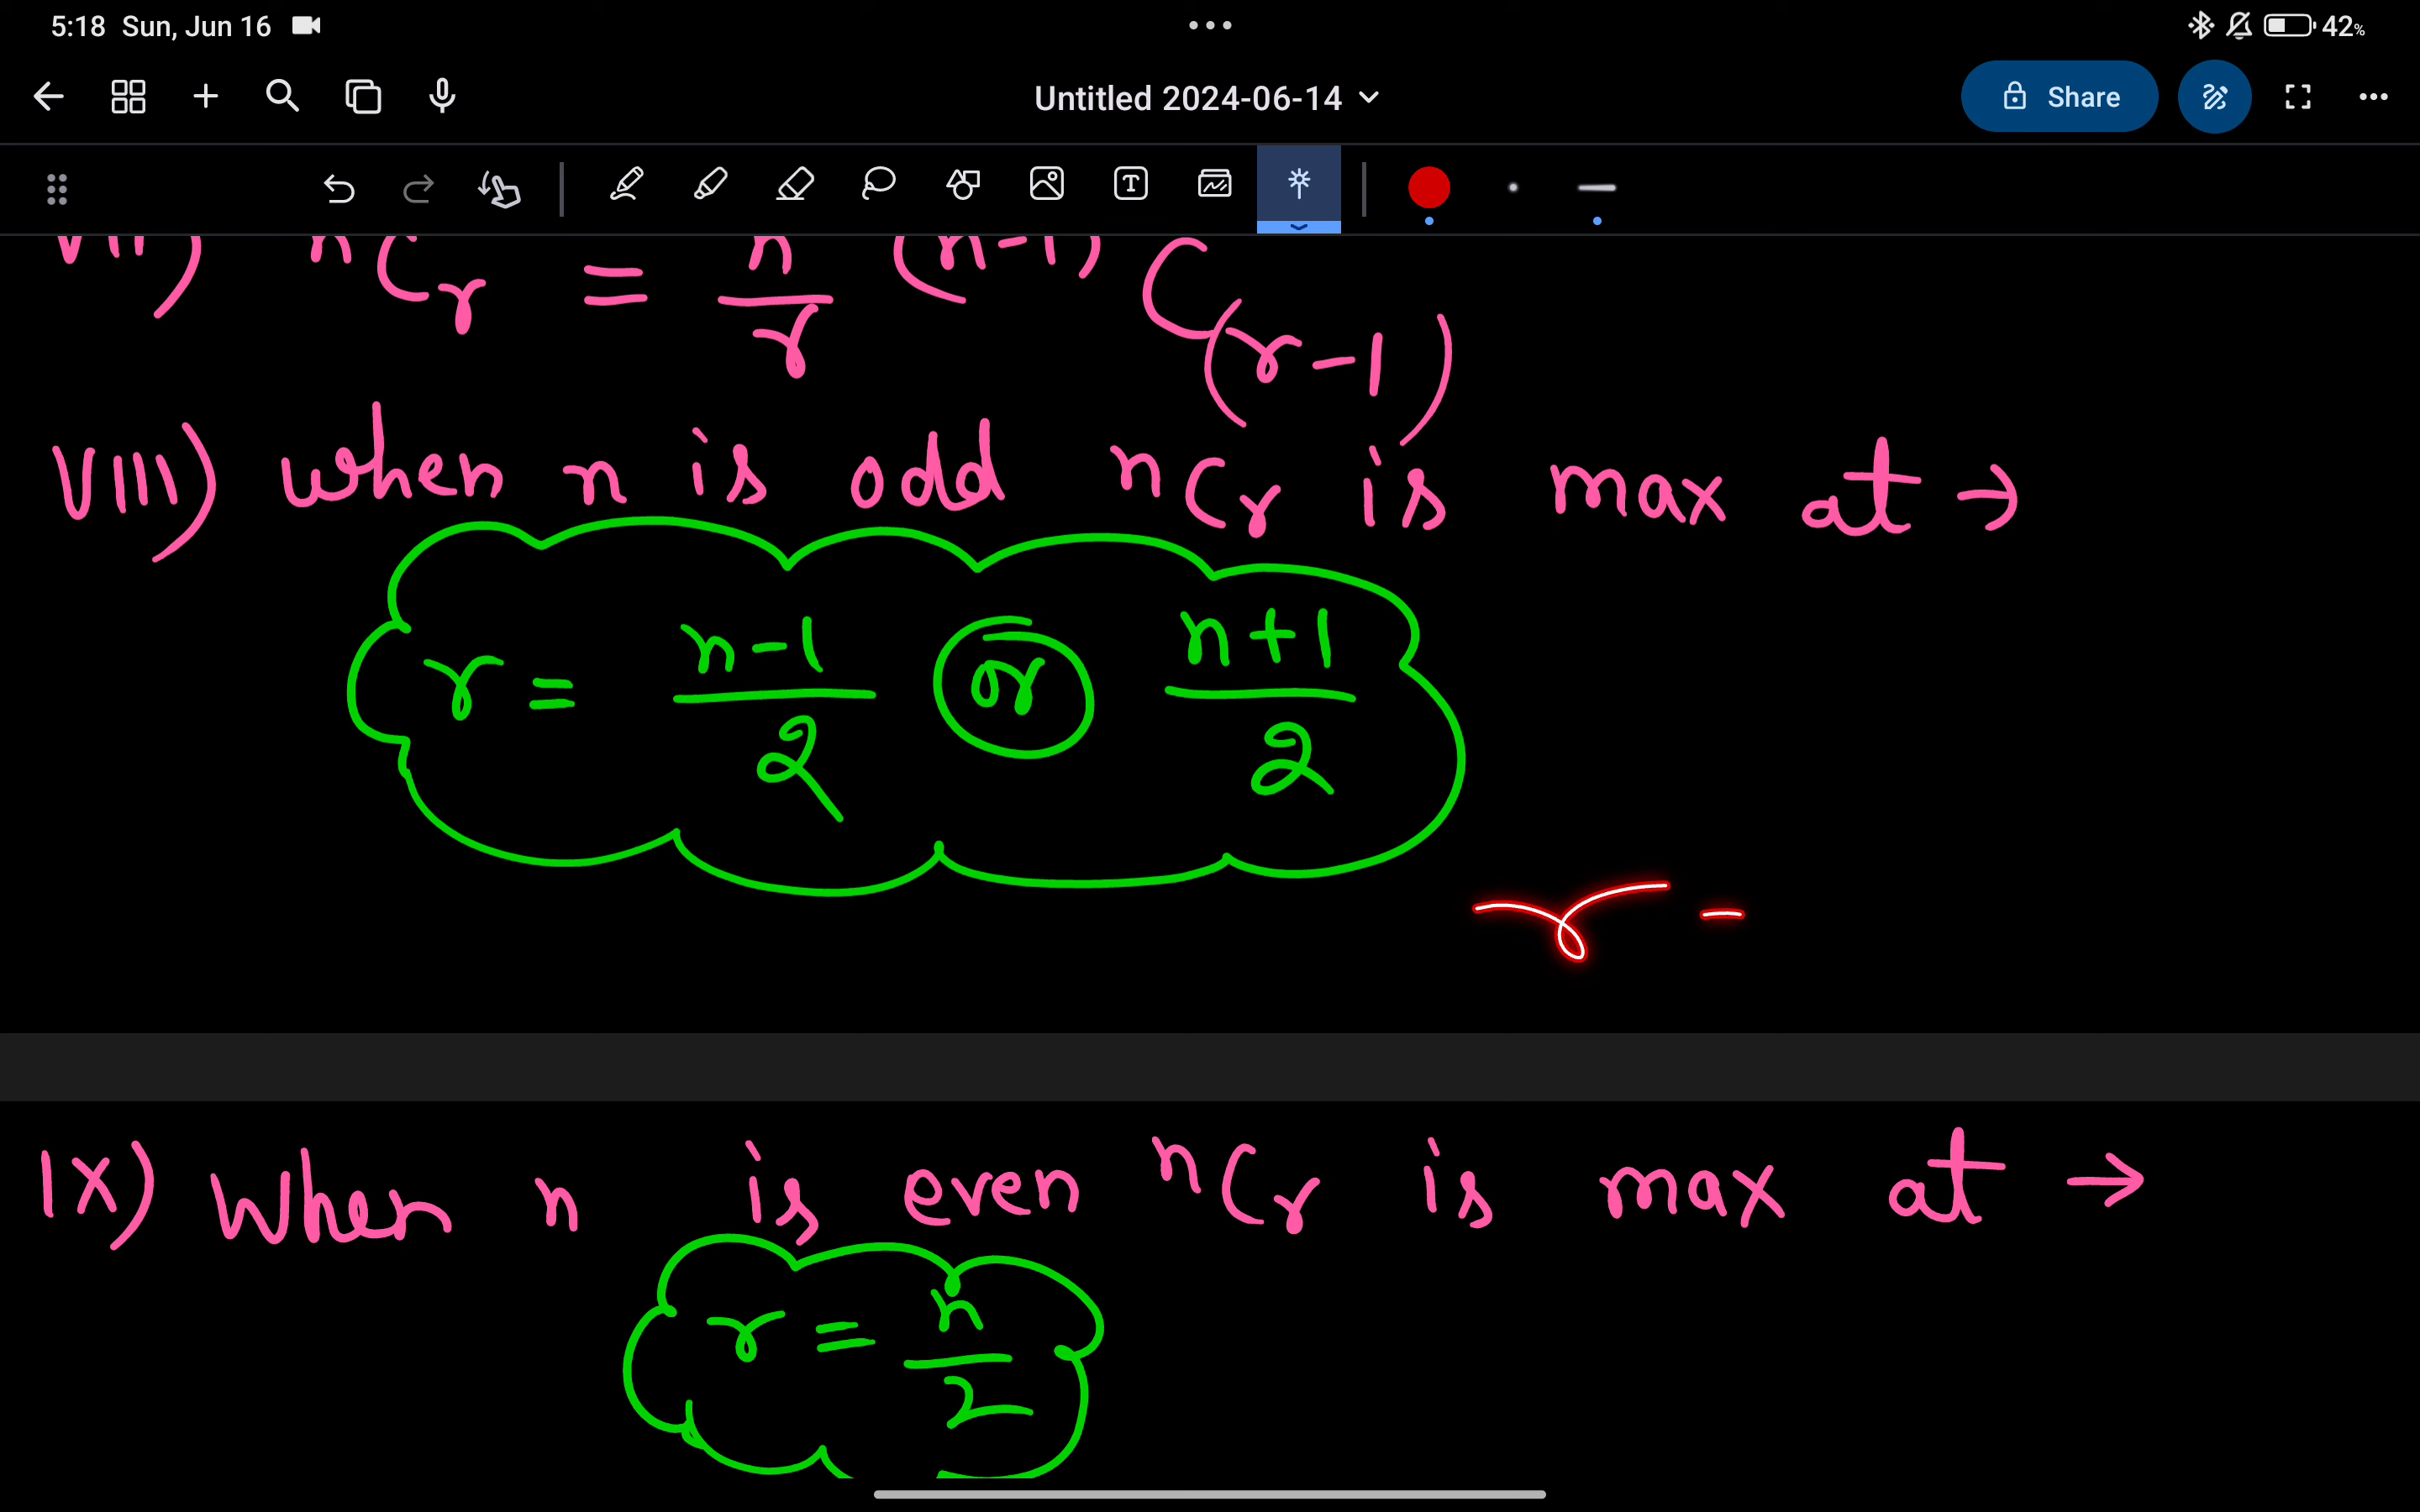 5:18 Sun, Jun 16 42%
Untitled 2024-06-14 Share
VII) nCr = n/r (n-1)C(r-1)
VIII) when n is odd nCr is max at →
r = n-1/2 or n+1/2
r -
IX) When n is even nCr is max at →
r = n/2